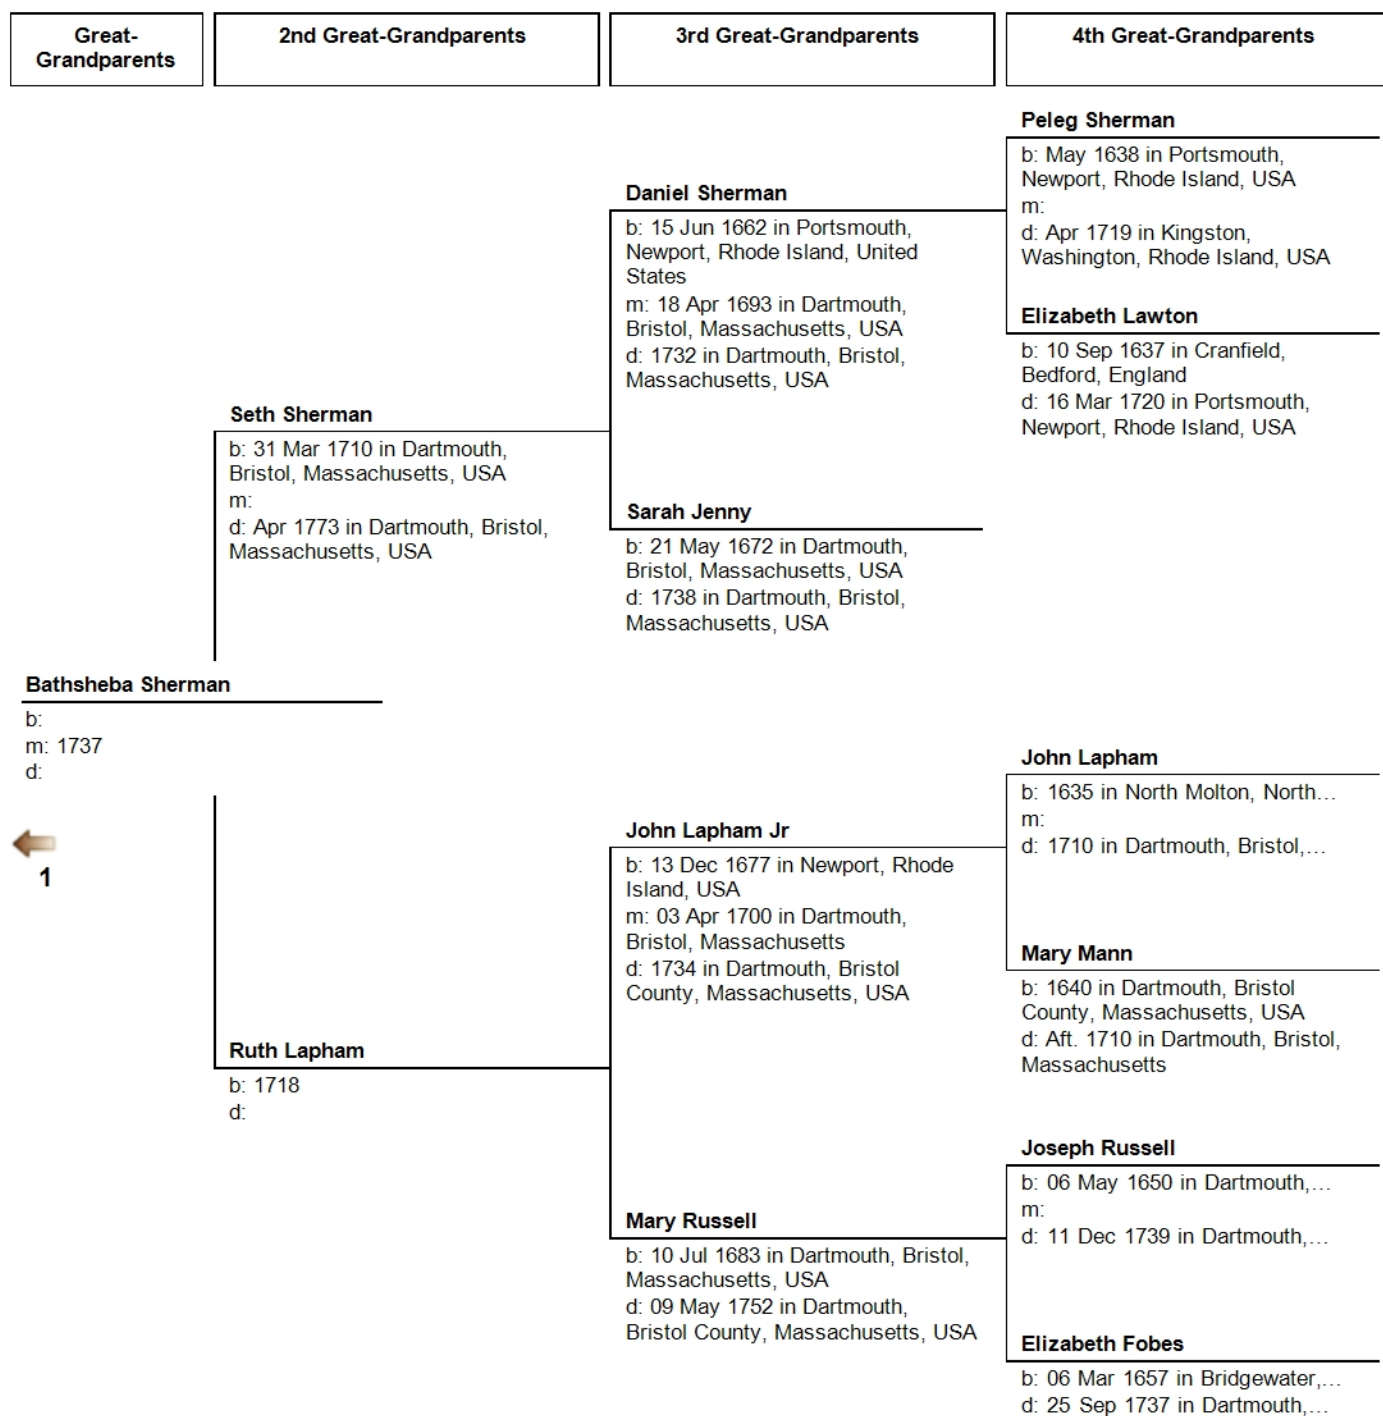 Great-
Grandparents
2nd Great-Grandparents
3rd Great-Grandparents
4th Great-Grandparents
Peleg Sherman
b: May 1638 in Portsmouth,
Newport, Rhode Island, USA
m:
d: Apr 1719 in Kingston,
Washington, Rhode Island, USA
Daniel Sherman
b: 15 Jun 1662 in Portsmouth,
Newport, Rhode Island, United
States
m: 18 Apr 1693 in Dartmouth,
Bristol, Massachusetts, USA
d: 1732 in Dartmouth, Bristol,
Massachusetts, USA
Elizabeth Lawton
b: 10 Sep 1637 in Cranfield,
Bedford, England
d: 16 Mar 1720 in Portsmouth,
Newport, Rhode Island, USA
Seth Sherman
b: 31 Mar 1710 in Dartmouth,
Bristol, Massachusetts, USA
m:
d: Apr 1773 in Dartmouth, Bristol,
Massachusetts, USA
Sarah Jenny
b: 21 May 1672 in Dartmouth,
Bristol, Massachusetts, USA
d: 1738 in Dartmouth, Bristol,
Massachusetts, USA
Bathsheba Sherman
b:
m: 1737
d:
1
John Lapham
b: 1635 in North Molton, North…
m:
d: 1710 in Dartmouth, Bristol,…
John Lapham Jr
b: 13 Dec 1677 in Newport, Rhode
Island, USA
m: 03 Apr 1700 in Dartmouth,
Bristol, Massachusetts
d: 1734 in Dartmouth, Bristol
County, Massachusetts, USA
Mary Mann
b: 1640 in Dartmouth, Bristol
County, Massachusetts, USA
d: Aft. 1710 in Dartmouth, Bristol,
Massachusetts
Ruth Lapham
b: 1718
d:
Joseph Russell
b: 06 May 1650 in Dartmouth,…
m:
d: 11 Dec 1739 in Dartmouth,…
Mary Russell
b: 10 Jul 1683 in Dartmouth, Bristol,
Massachusetts, USA
d: 09 May 1752 in Dartmouth,
Bristol County, Massachusetts, USA
Elizabeth Fobes
b: 06 Mar 1657 in Bridgewater,…
d: 25 Sep 1737 in Dartmouth,…